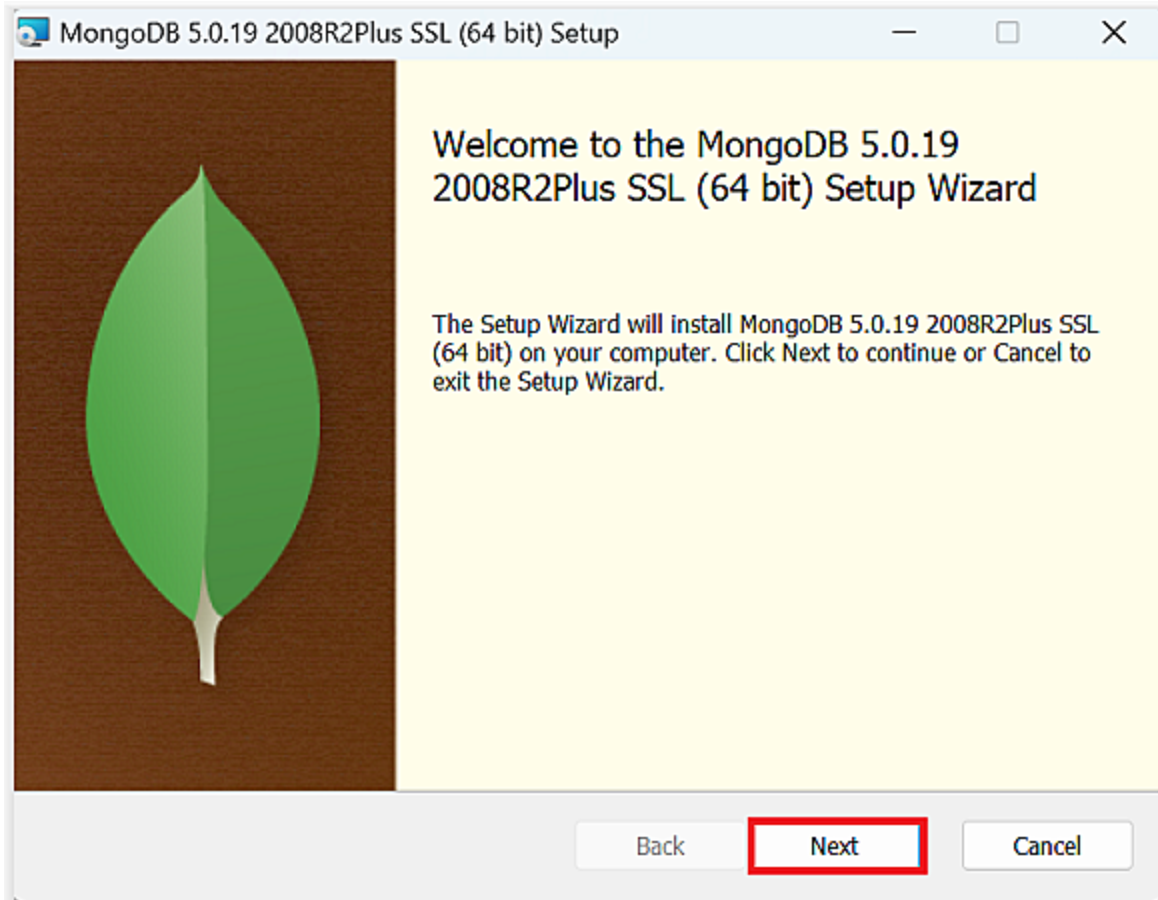 MongoDB 5.0.19 2008R2Plus SSL (64 bit) Setup
Welcome to the MongoDB 5.0.19
2008R2Plus SSL (64 bit) Setup Wizard
The Setup Wizard will install MongoDB 5.0.19 2008R2Plus SSL
(64 bit) on your computer. Click Next to continue or Cancel to
exit the Setup Wizard.
Back
Next
Cancel